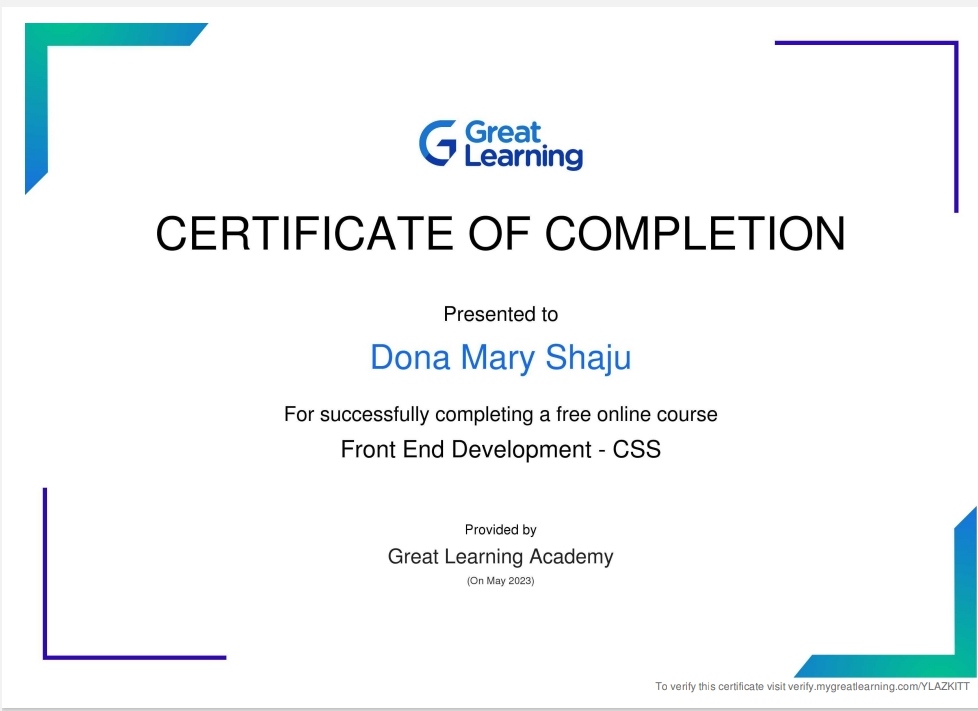 Great
Learning
CERTIFICATE OF COMPLETION
Presented to
Dona Mary Shaju
For successfully completing a free online course
Front End Development - CSS
Provided by
Great Learning Academy
(On May 2023)
To verify this certificate visit verify.mygreatlearning.com/YLAZKITT